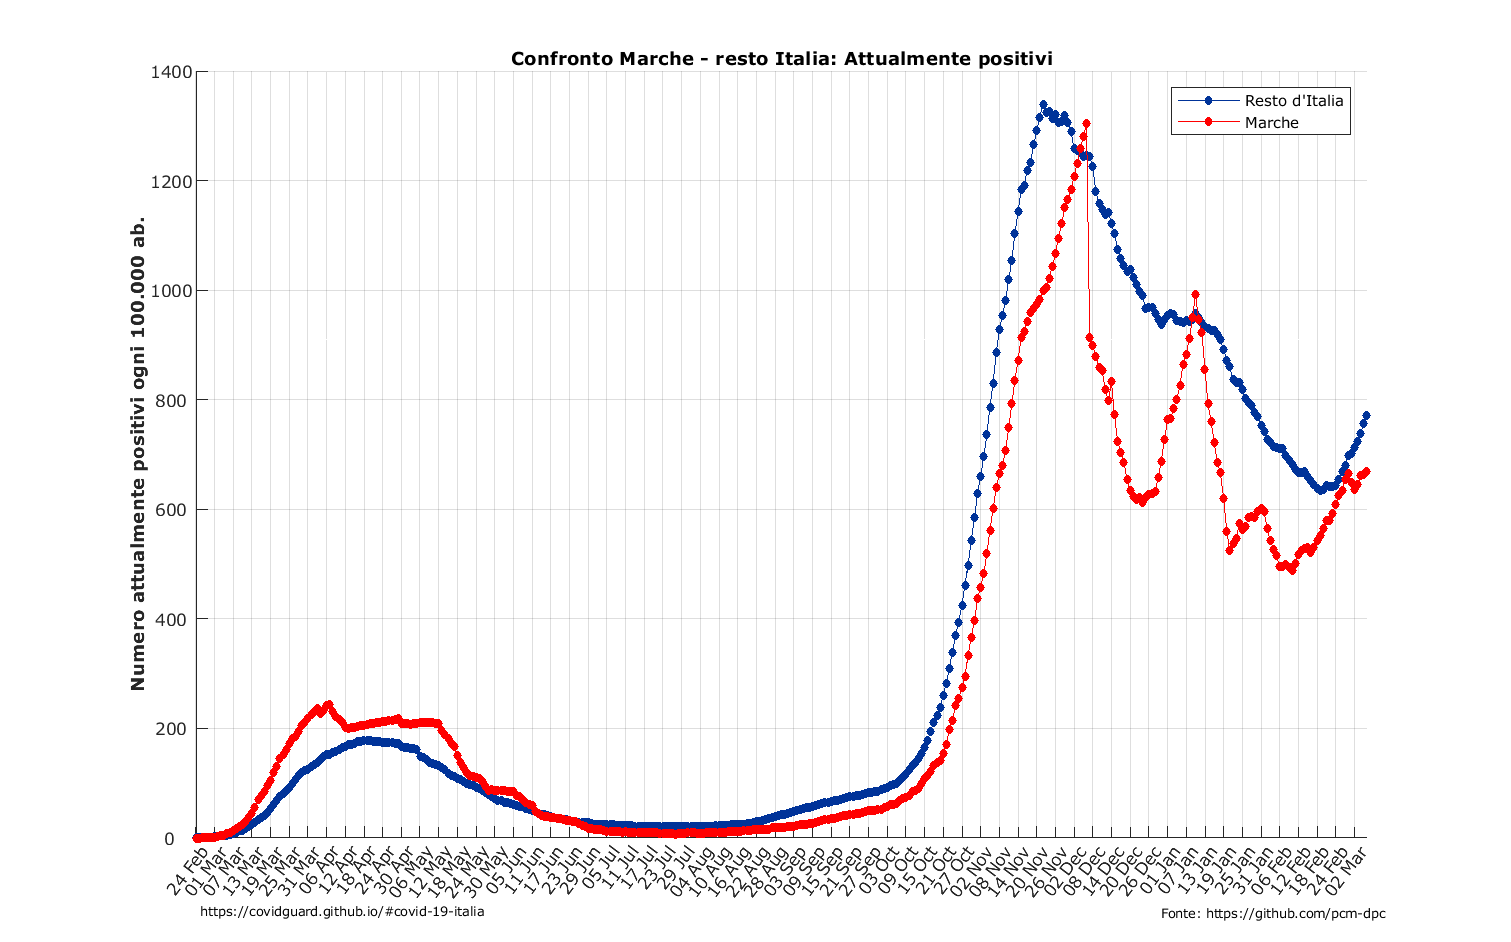 Confronto Marche - resto Italia: Attualmente positivi
Numero attualmente positivi ogni 100.000 ab.
1400
1200
1000
800
600
400
200
0
Resto d'Italia
Marche
24 Feb
01 Mar
07 Mar
13 Mar
19 Mar
25 Mar
31 Mar
06 Apr
12 Apr
18 Apr
24 Apr
30 Apr
06 May
12 May
18 May
24 May
30 May
05 Jun
11 Jun
17 Jun
23 Jun
29 Jun
05 Jul
11 Jul
17 Jul
23 Jul
29 Jul
04 Aug
10 Aug
16 Aug
22 Aug
28 Aug
03 Sep
09 Sep
15 Sep
21 Sep
27 Sep
03 Oct
09 Oct
15 Oct
21 Oct
27 Oct
02 Nov
08 Nov
14 Nov
20 Nov
26 Nov
02 Dec
08 Dec
14 Dec
20 Dec
26 Dec
01 Jan
07 Jan
13 Jan
19 Jan
25 Jan
31 Jan
06 Feb
12 Feb
18 Feb
24 Feb
02 Mar
https://covidguard.github.io/#covid-19-italia
Fonte: https://github.com/pcm-dpc